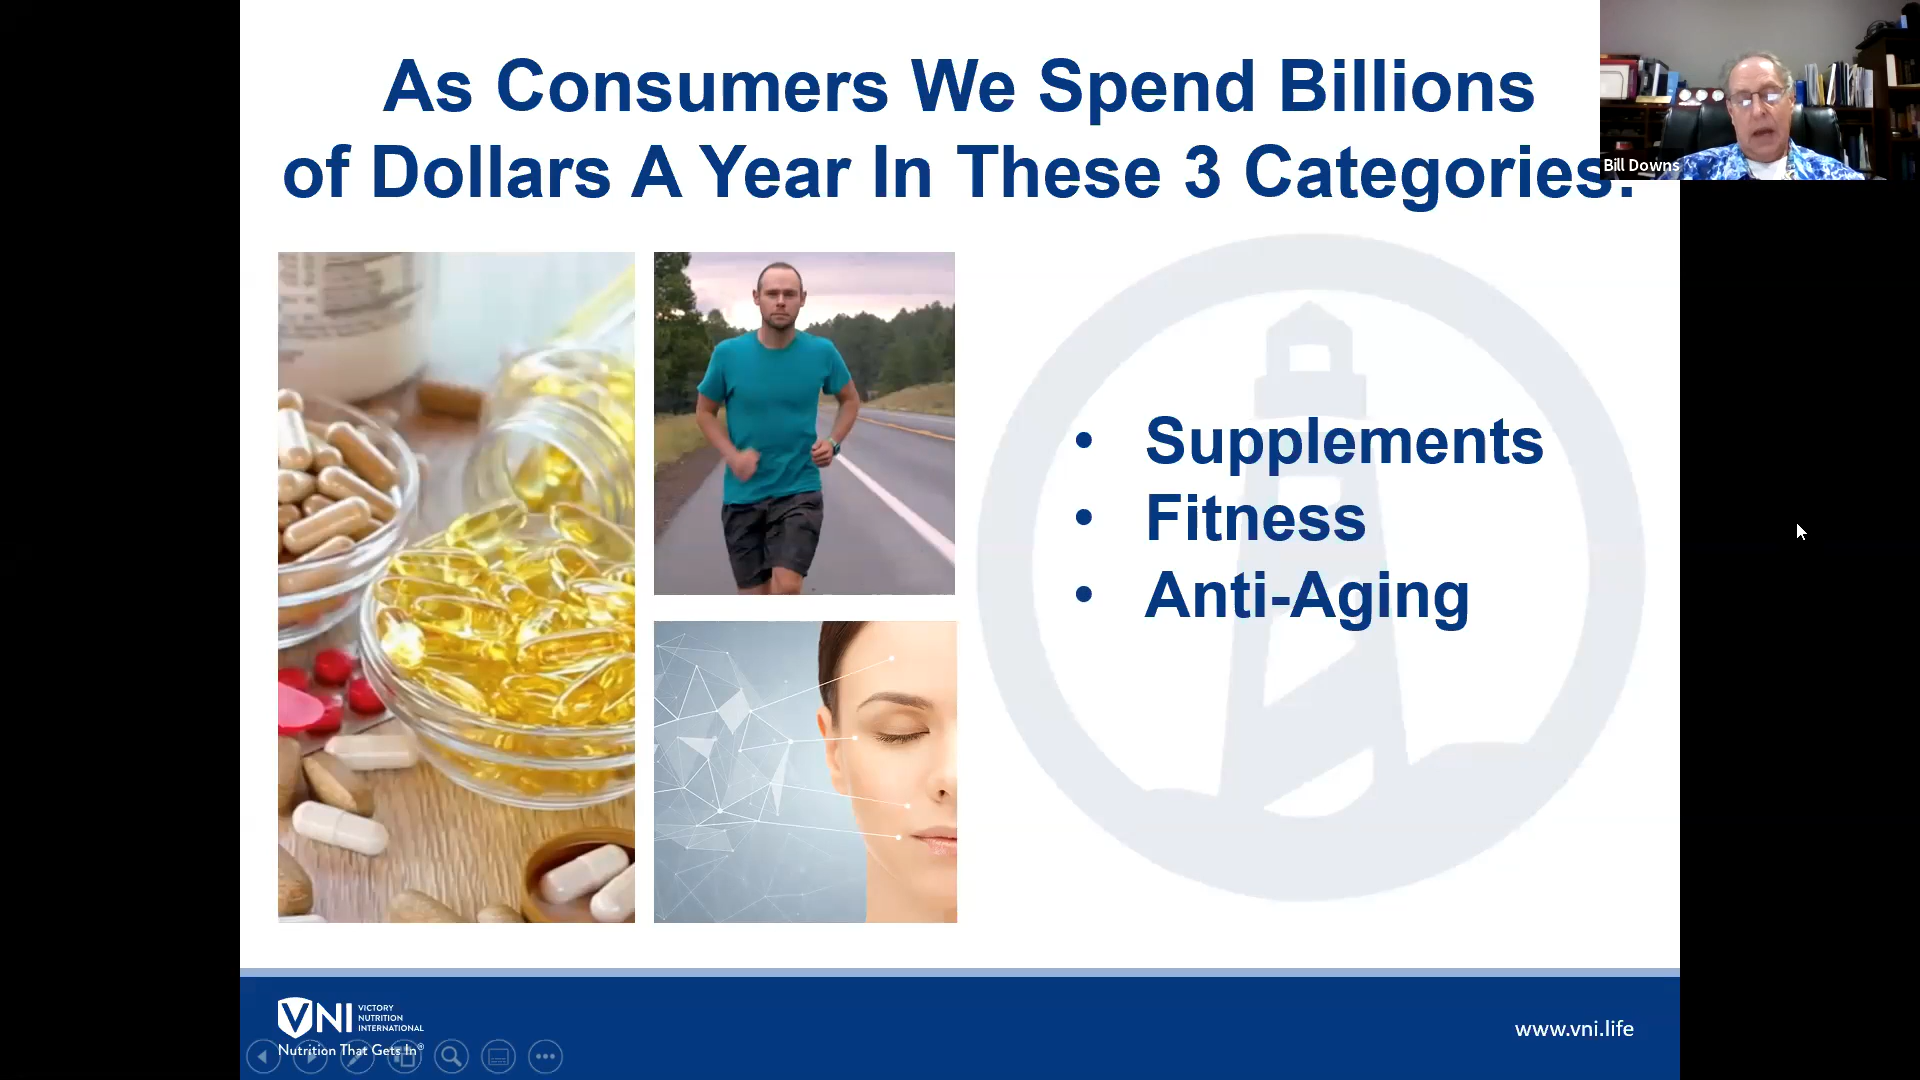 As Consumers We Spend Billions
of Dollars A Year In These 3 Categories.
Bill Downs
• Supplements
• Fitness
• Anti-Aging
VNI VICTORY
NUTRITION
INTERNATIONAL
Nutrition That Gets In®
www.vni.life